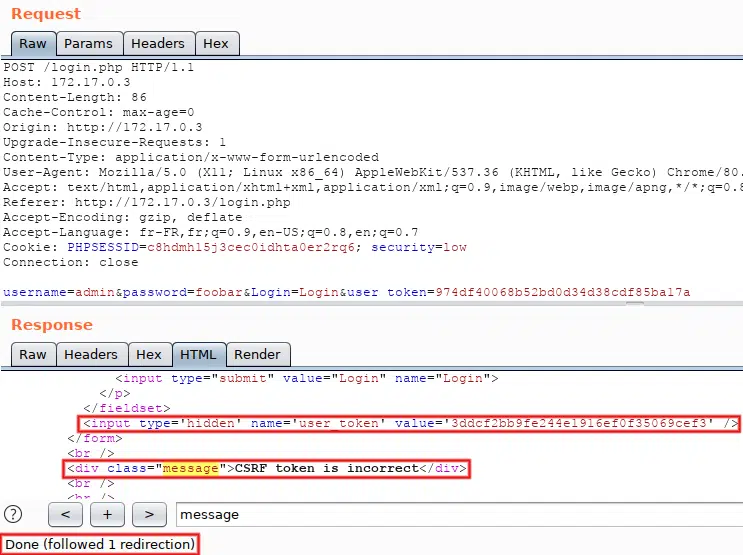 Request
Raw Params Headers Hex
POST /login.php HTTP/1.1
Host: 172.17.0.3
Content-Length: 86
Cache-Control: max-age=0
Origin: http://172.17.0.3
Upgrade-Insecure-Requests: 1
Content-Type: application/x-www-form-urlencoded
User-Agent: Mozilla/5.0 (X11; Linux x86_64) AppleWebKit/537.36 (KHTML, like Gecko) Chrome/80.
Accept: text/html,application/xhtml+xml,application/xml;q=0.9,image/webp,image/apng,*/*;q=0.8
Referer: http://172.17.0.3/login.php
Accept-Encoding: gzip, deflate
Accept-Language: fr-FR,fr;q=0.9,en-US;q=0.8,en;q=0.7
Cookie: PHPSESSID=c8hdmh15j3cec0idhta0er2rq6; security=low
Connection: close
username=admin&password=foobar&Login=Login&user_token=974df40068b52bd0d34d38cdf85ba17a
Response
Raw Headers Hex HTML Render
<input type="submit" value="Login" name="Login">
</p>
</fieldset>
<input type='hidden' name='user_token' value='3ddcf2bb9fe244e1916ef0f35069cef3' />
</form>
<br />
<div class="message">CSRF token is incorrect</div>
<br />
<br />
? < + > message
Done (followed 1 redirection)